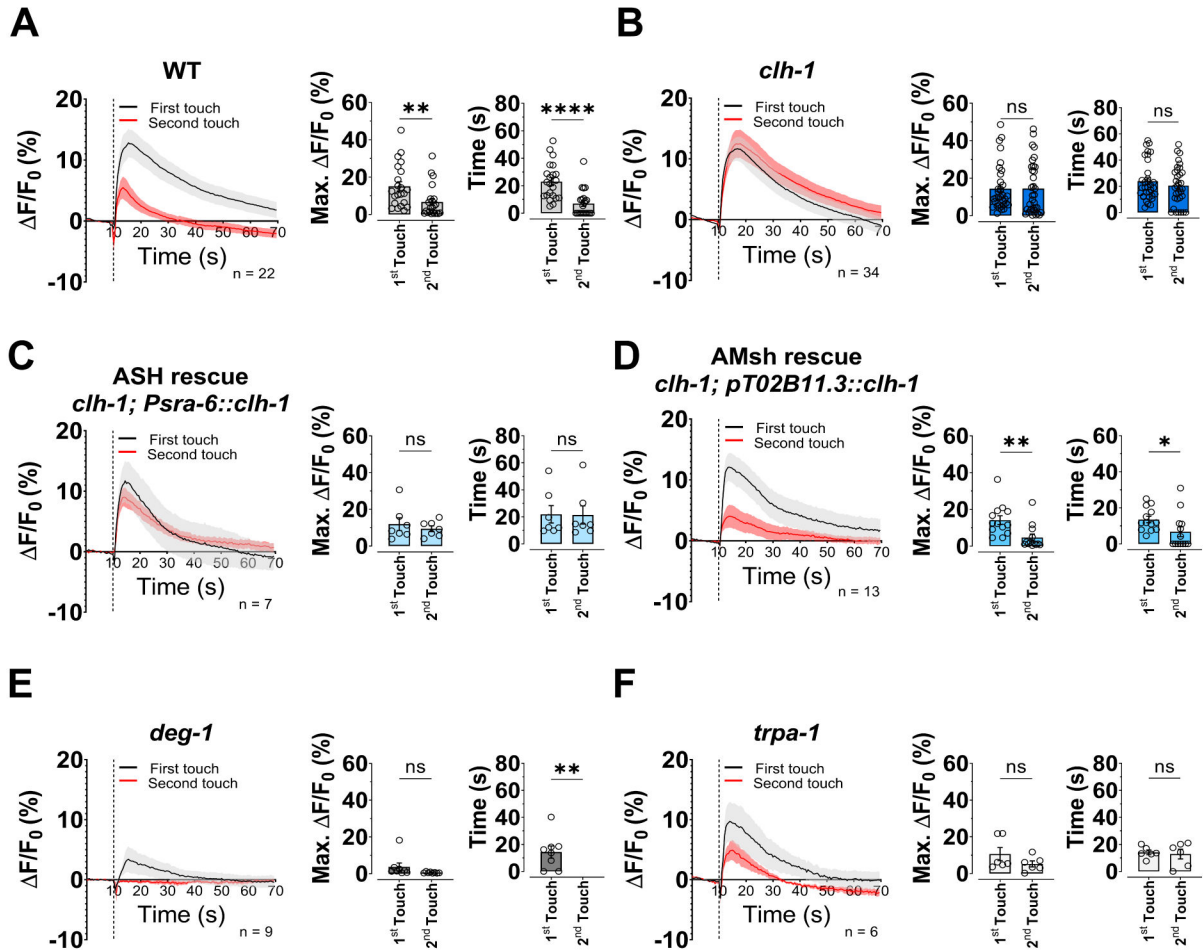 A
WT
20
10
0
-10
ΔF/F0 (%)
First touch
Second touch
10 20 30 40 50 60 70
Time (s)
n = 22
Max. ΔF/F0 (%)
60
40
20
0
**
1st Touch
2nd Touch
Time (s)
80
60
40
20
0
****
1st Touch
2nd Touch
B
clh-1
20
10
0
-10
ΔF/F0 (%)
First touch
Second touch
10 20 30 40 50 60 70
Time (s)
n = 34
Max. ΔF/F0 (%)
60
40
20
0
ns
1st Touch
2nd Touch
Time (s)
80
60
40
20
0
ns
1st Touch
2nd Touch
C
ASH rescue
clh-1; Psra-6::clh-1
20
10
0
-10
ΔF/F0 (%)
First touch
Second touch
10 20 30 40 50 60 70
Time (s)
n = 7
Max. ΔF/F0 (%)
60
40
20
0
ns
1st Touch
2nd Touch
Time (s)
80
60
40
20
0
ns
1st Touch
2nd Touch
D
AMsh rescue
clh-1; pT02B11.3::clh-1
20
10
0
-10
ΔF/F0 (%)
First touch
Second touch
10 20 30 40 50 60 70
Time (s)
n = 13
Max. ΔF/F0 (%)
60
40
20
0
**
1st Touch
2nd Touch
Time (s)
60
40
20
0
*
1st Touch
2nd Touch
E
deg-1
20
10
0
-10
ΔF/F0 (%)
First touch
Second touch
10 20 30 40 50 60 70
Time (s)
n = 9
Max. ΔF/F0 (%)
60
40
20
0
ns
1st Touch
2nd Touch
Time (s)
80
60
40
20
0
**
1st Touch
2nd Touch
F
trpa-1
20
10
0
-10
ΔF/F0 (%)
First touch
Second touch
10 20 30 40 50 60 70
Time (s)
n = 6
Max. ΔF/F0 (%)
60
40
20
0
ns
1st Touch
2nd Touch
Time (s)
80
60
40
20
0
ns
1st Touch
2nd Touch